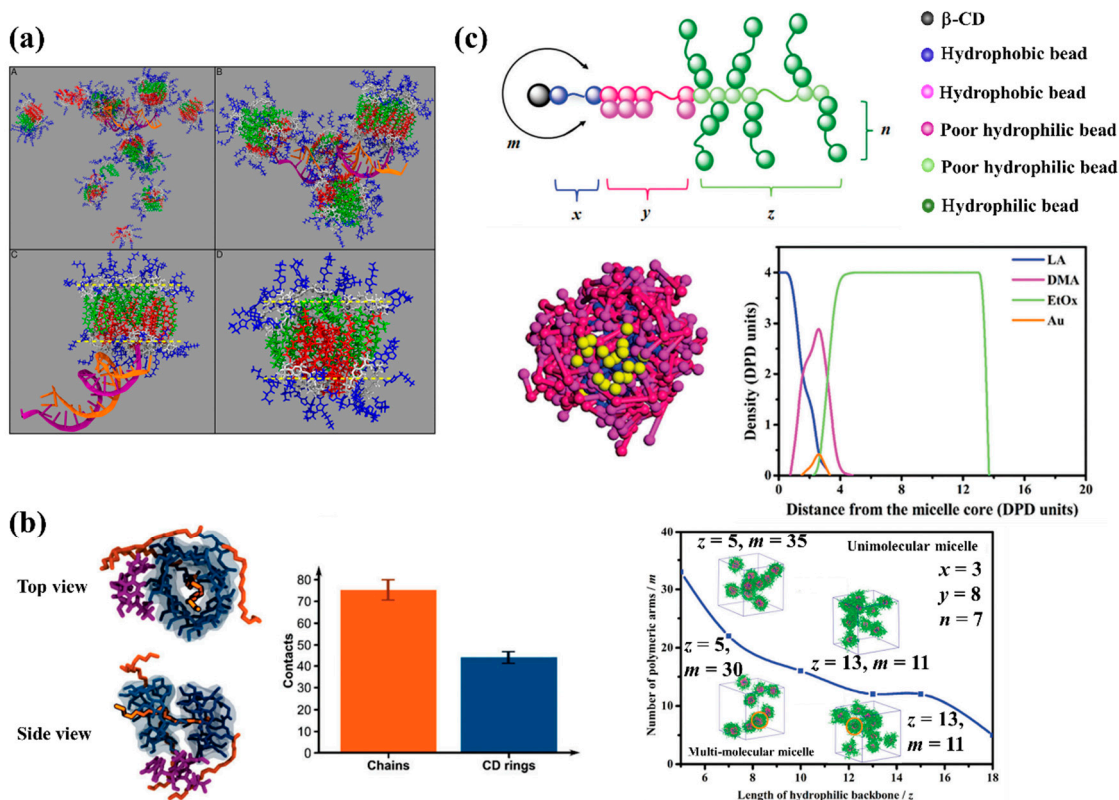 (a)
A
B
C
D
(c)
m
x
y
z
n
β-CD
Hydrophobic bead
Hydrophobic bead
Poor hydrophilic bead
Poor hydrophilic bead
Hydrophilic bead
Density (DPD units)
4
3
2
1
0
0 4 8 12 16 20
Distance from the micelle core (DPD units)
LA
DMA
EtOx
Au
(b)
Top view
Side view
Contacts
80
70
60
50
40
30
20
10
0
Chains CD rings
Number of polymeric arms / m
40
30
20
10
0
6 8 10 12 14 16 18
Length of hydrophilic backbone / z
z = 5, m = 35
Unimolecular micelle
x = 3
y = 8
n = 7
z = 5,
m = 30
z = 13, m = 11
z = 13,
m = 11
Multi-molecular micelle